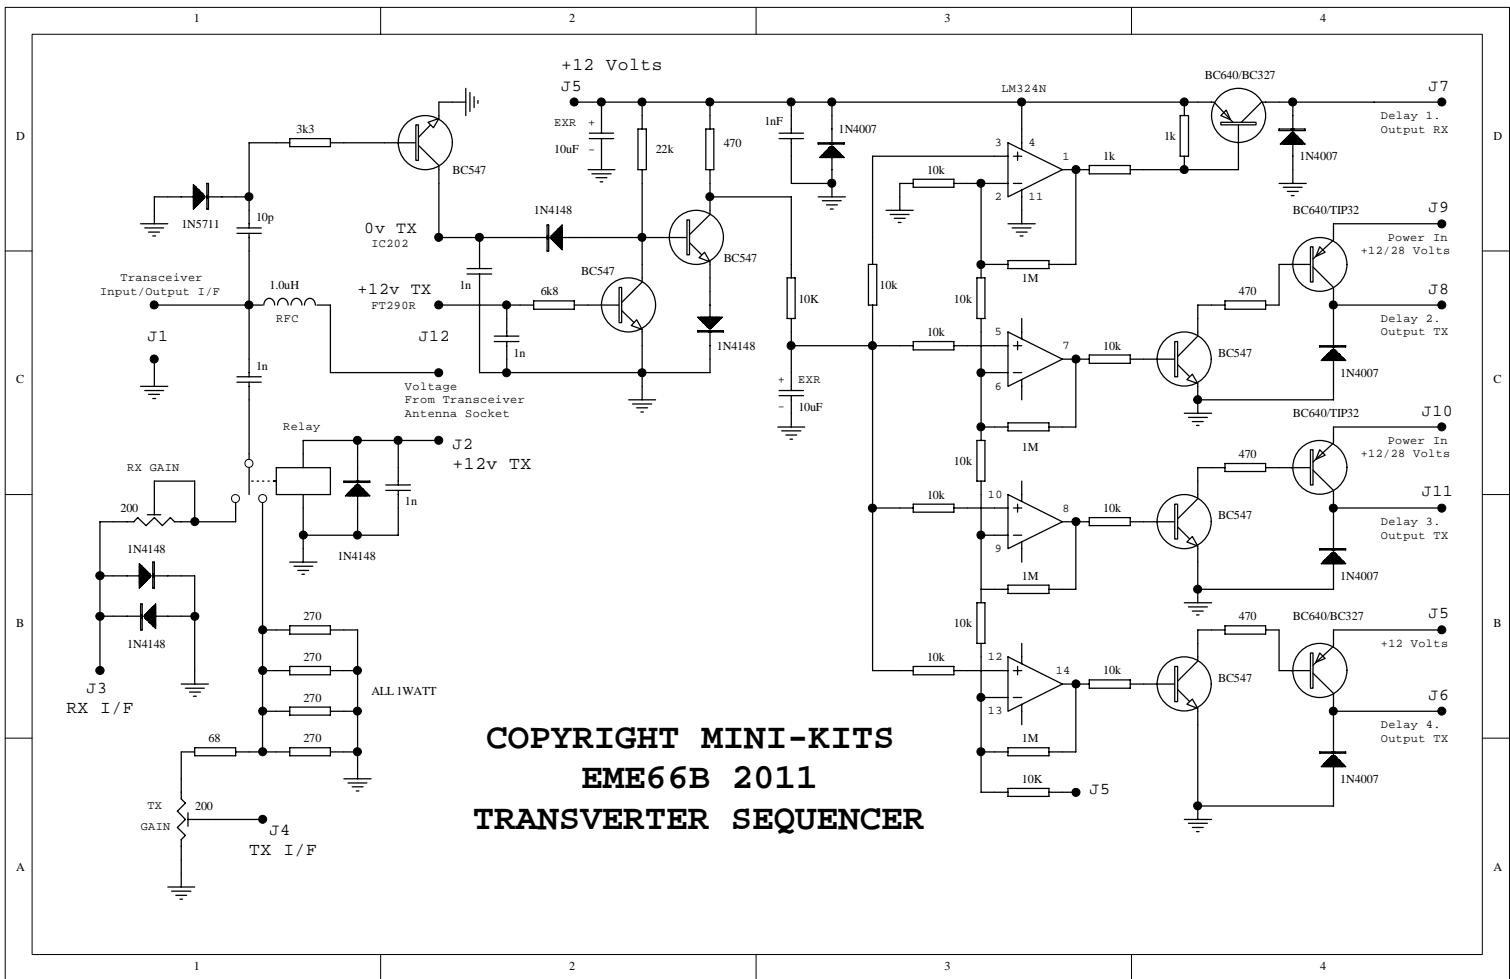 1
2
3
4
D
D
C
C
B
B
A
A
1
2
3
4
+12 Volts
J5
EXR
+
10uF
-
22k
470
1nF
1N4007
LM324N
BC640/BC327
J7
Delay 1.
Output RX
1N4007
1k
1k
3
4
1
2
11
+
−
10k
1M
10k
3k3
BC547
1N5711
10p
0v TX
IC202
1N4148
BC547
1n
+12v TX
FT290R
J12
6k8
BC547
1n
1N4148
Transceiver
Input/Output I/F
J1
1.0uH
RFC
1n
Voltage
From Transceiver
Antenna Socket
10K
10k
+
EXR
-
10uF
BC640/TIP32
J9
Power In
+12/28 Volts
J8
Delay 2.
Output TX
470
BC547
1N4007
10k
5
7
6
+
−
10k
1M
10k
BC640/TIP32
J10
Power In
+12/28 Volts
J11
Delay 3.
Output TX
470
BC547
1N4007
10k
10
8
9
+
−
10k
1M
10k
BC640/BC327
J5
+12 Volts
J6
Delay 4.
Output TX
470
BC547
1N4007
10k
12
14
13
+
−
10k
1M
10K
J5
Relay
J2
+12v TX
1n
1N4148
RX GAIN
200
1N4148
1N4148
J3
RX I/F
270
270
270
270
ALL 1WATT
68
TX
GAIN
200
J4
TX I/F
COPYRIGHT MINI-KITS
EME66B 2011
TRANSVERTER SEQUENCER